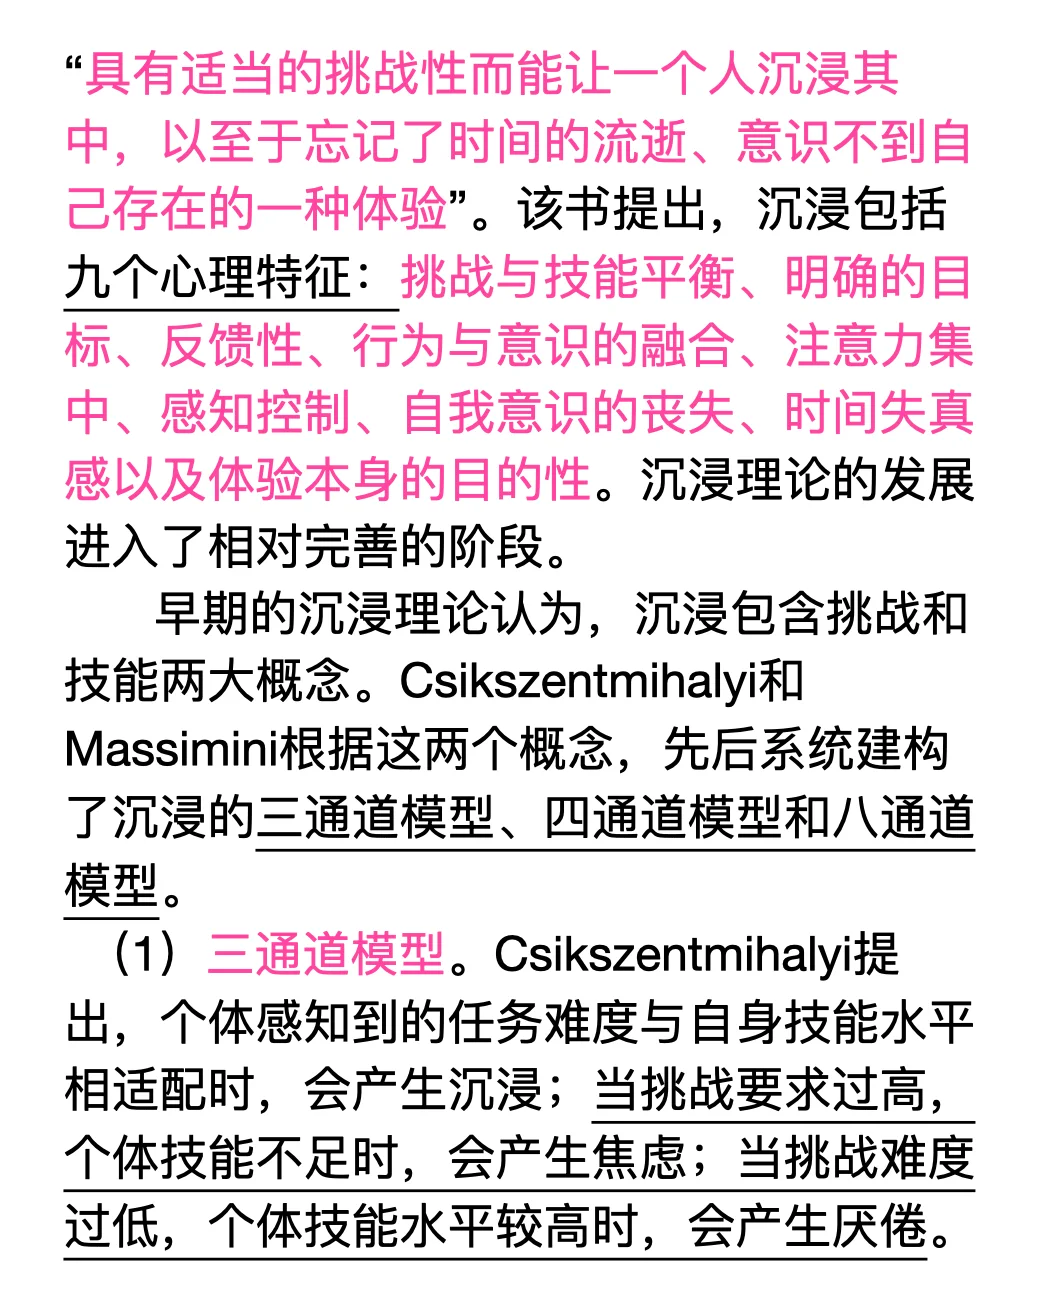 “具有适当的挑战性而能让一个人沉浸其
中，以至于忘记了时间的流逝、意识不到自
己存在的一种体验”。该书提出，沉浸包括
九个心理特征：挑战与技能平衡、明确的目
标、反馈性、行为与意识的融合、注意力集
中、感知控制、自我意识的丧失、时间失真
感以及体验本身的目的性。沉浸理论的发展
进入了相对完善的阶段。
早期的沉浸理论认为，沉浸包含挑战和
技能两大概念。Csikszentmihalyi和
Massimini根据这两个概念，先后系统建构
了沉浸的三通道模型、四通道模型和八通道
模型。
（1）三通道模型。Csikszentmihalyi提
出，个体感知到的任务难度与自身技能水平
相适配时，会产生沉浸；当挑战要求过高，
个体技能不足时，会产生焦虑；当挑战难度
过低，个体技能水平较高时，会产生厌倦。